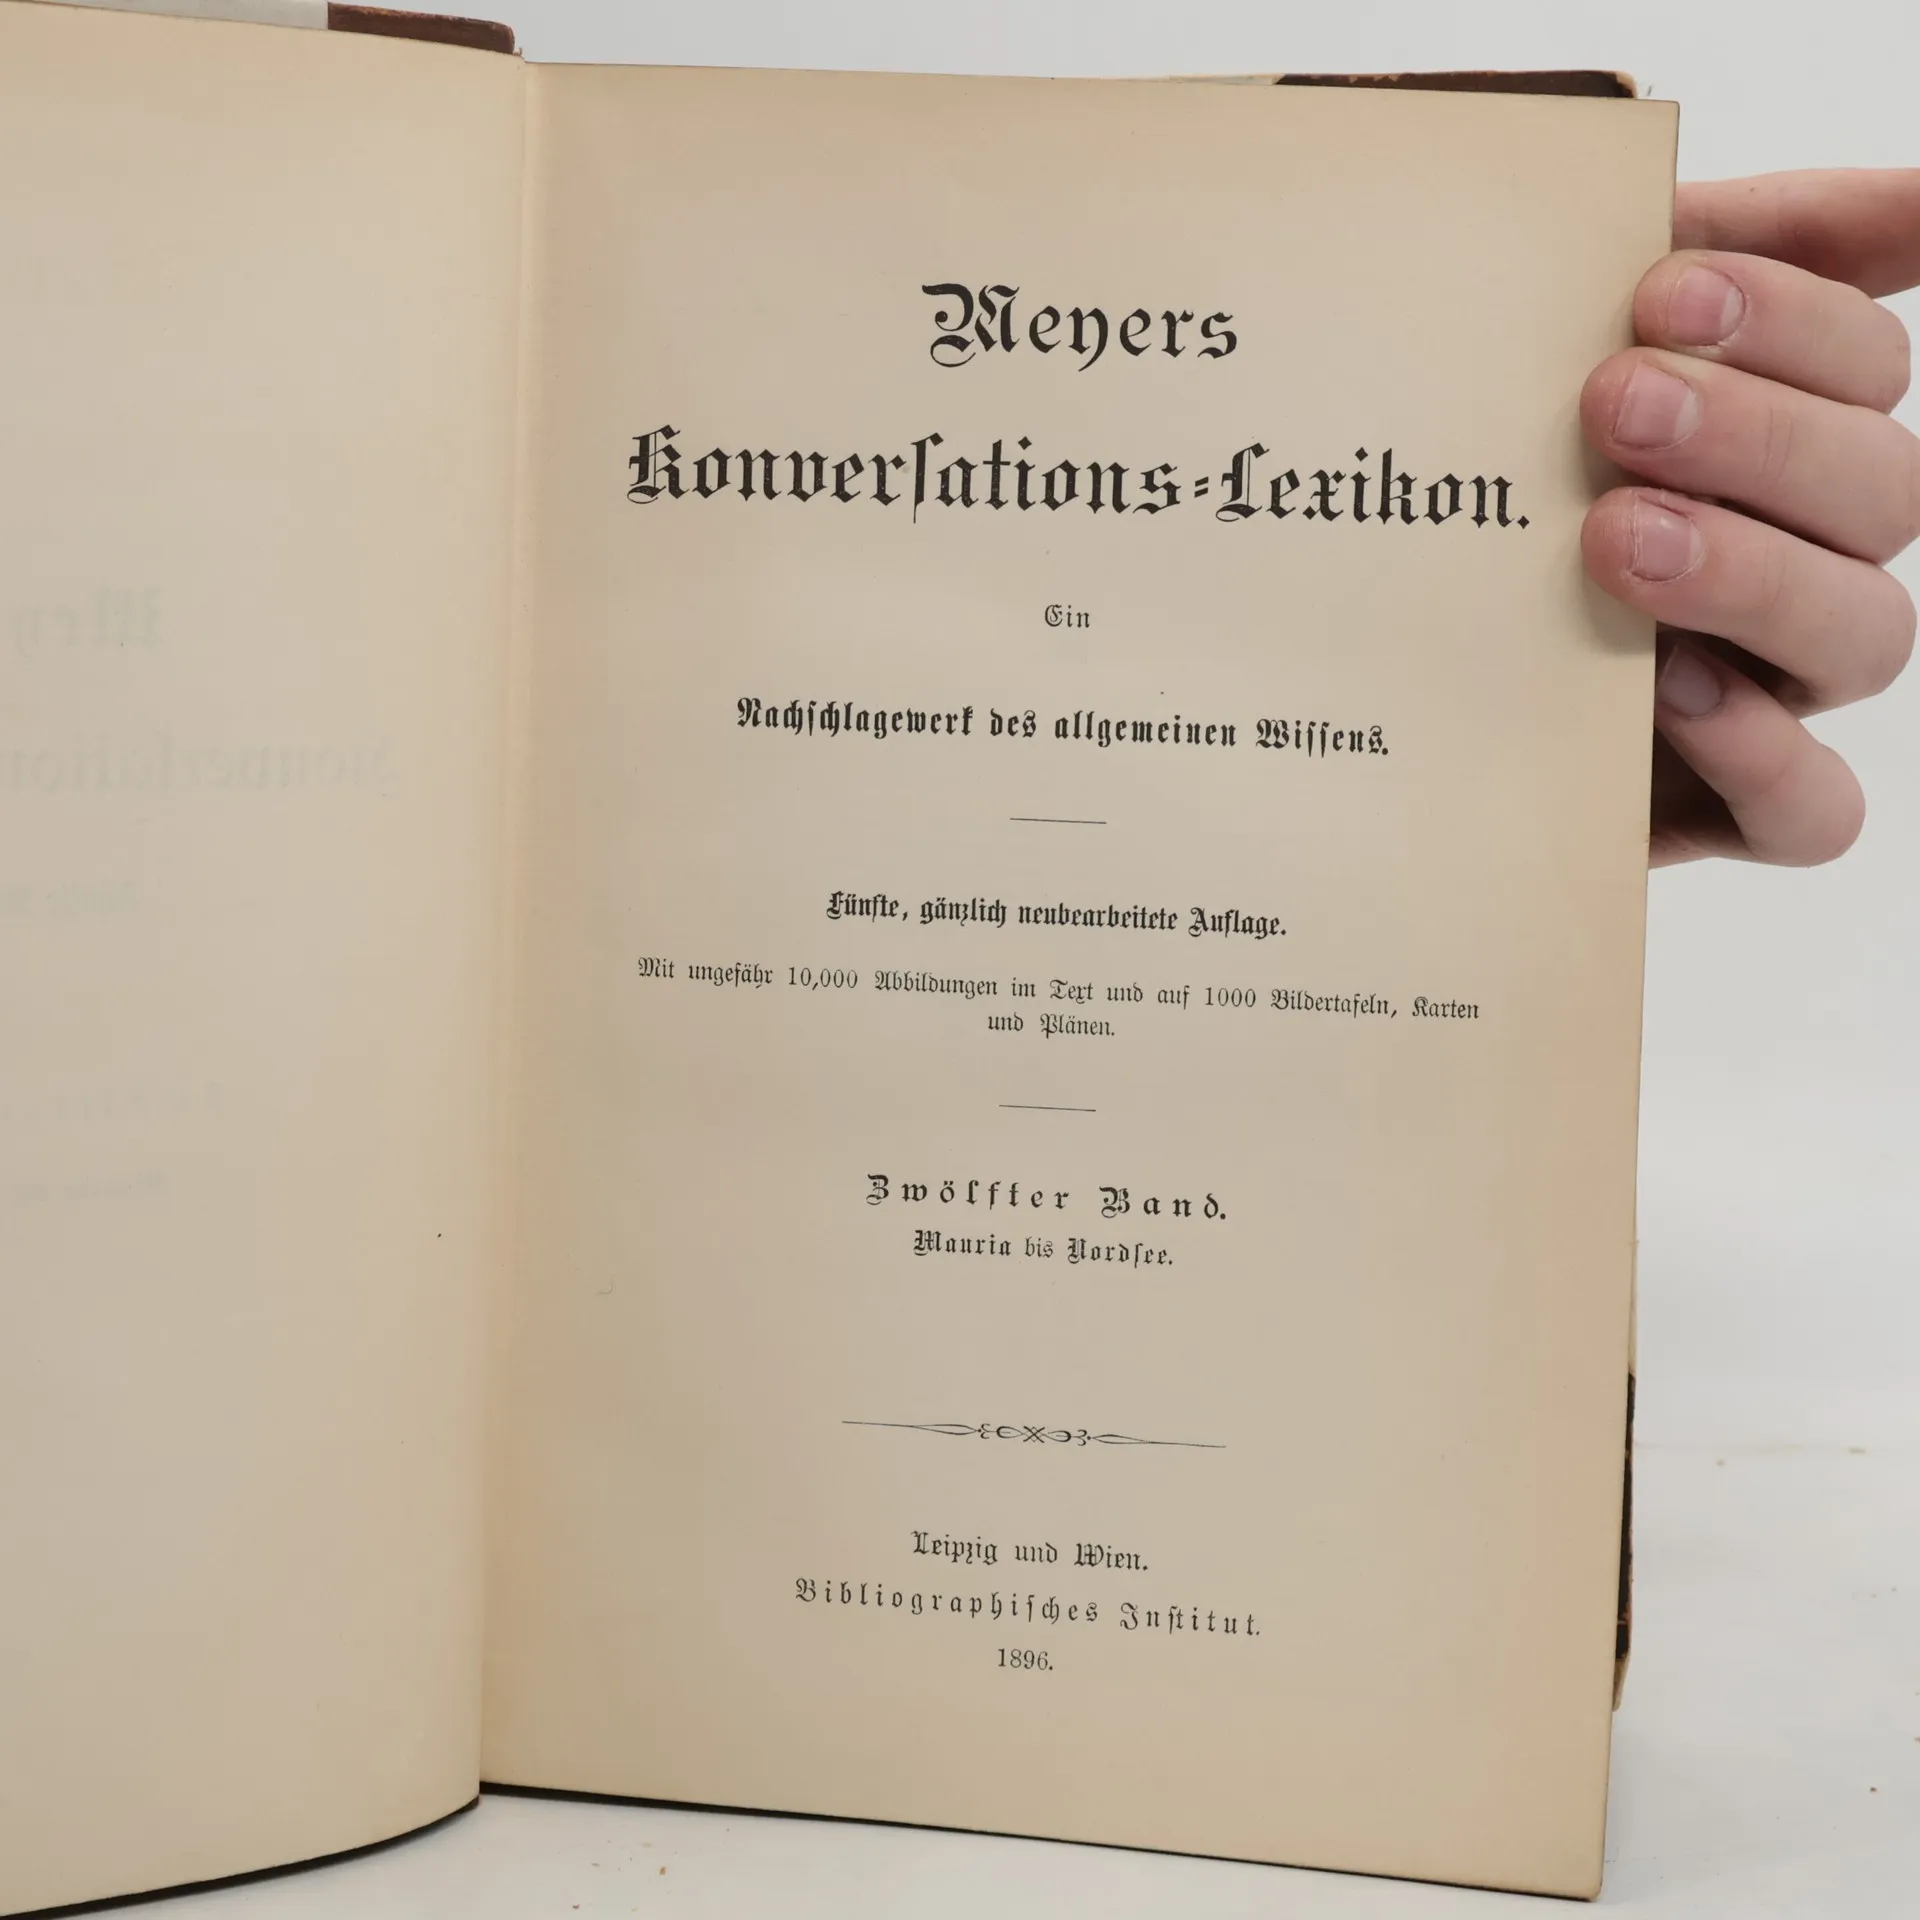 Meyers
Konverſations-Lexikon.
Ein
Nachſchlagewerk des allgemeinen Wiſſens.
Fünfte, gänzlich neubearbeitete Auflage.
Mit ungefähr 10,000 Abbildungen im Text und auf 1000 Bildertafeln, Karten
und Plänen.
Zwölfter Band.
Mauria bis Nordſee.
Leipzig und Wien.
Bibliographiſches Inſtitut.
1896.